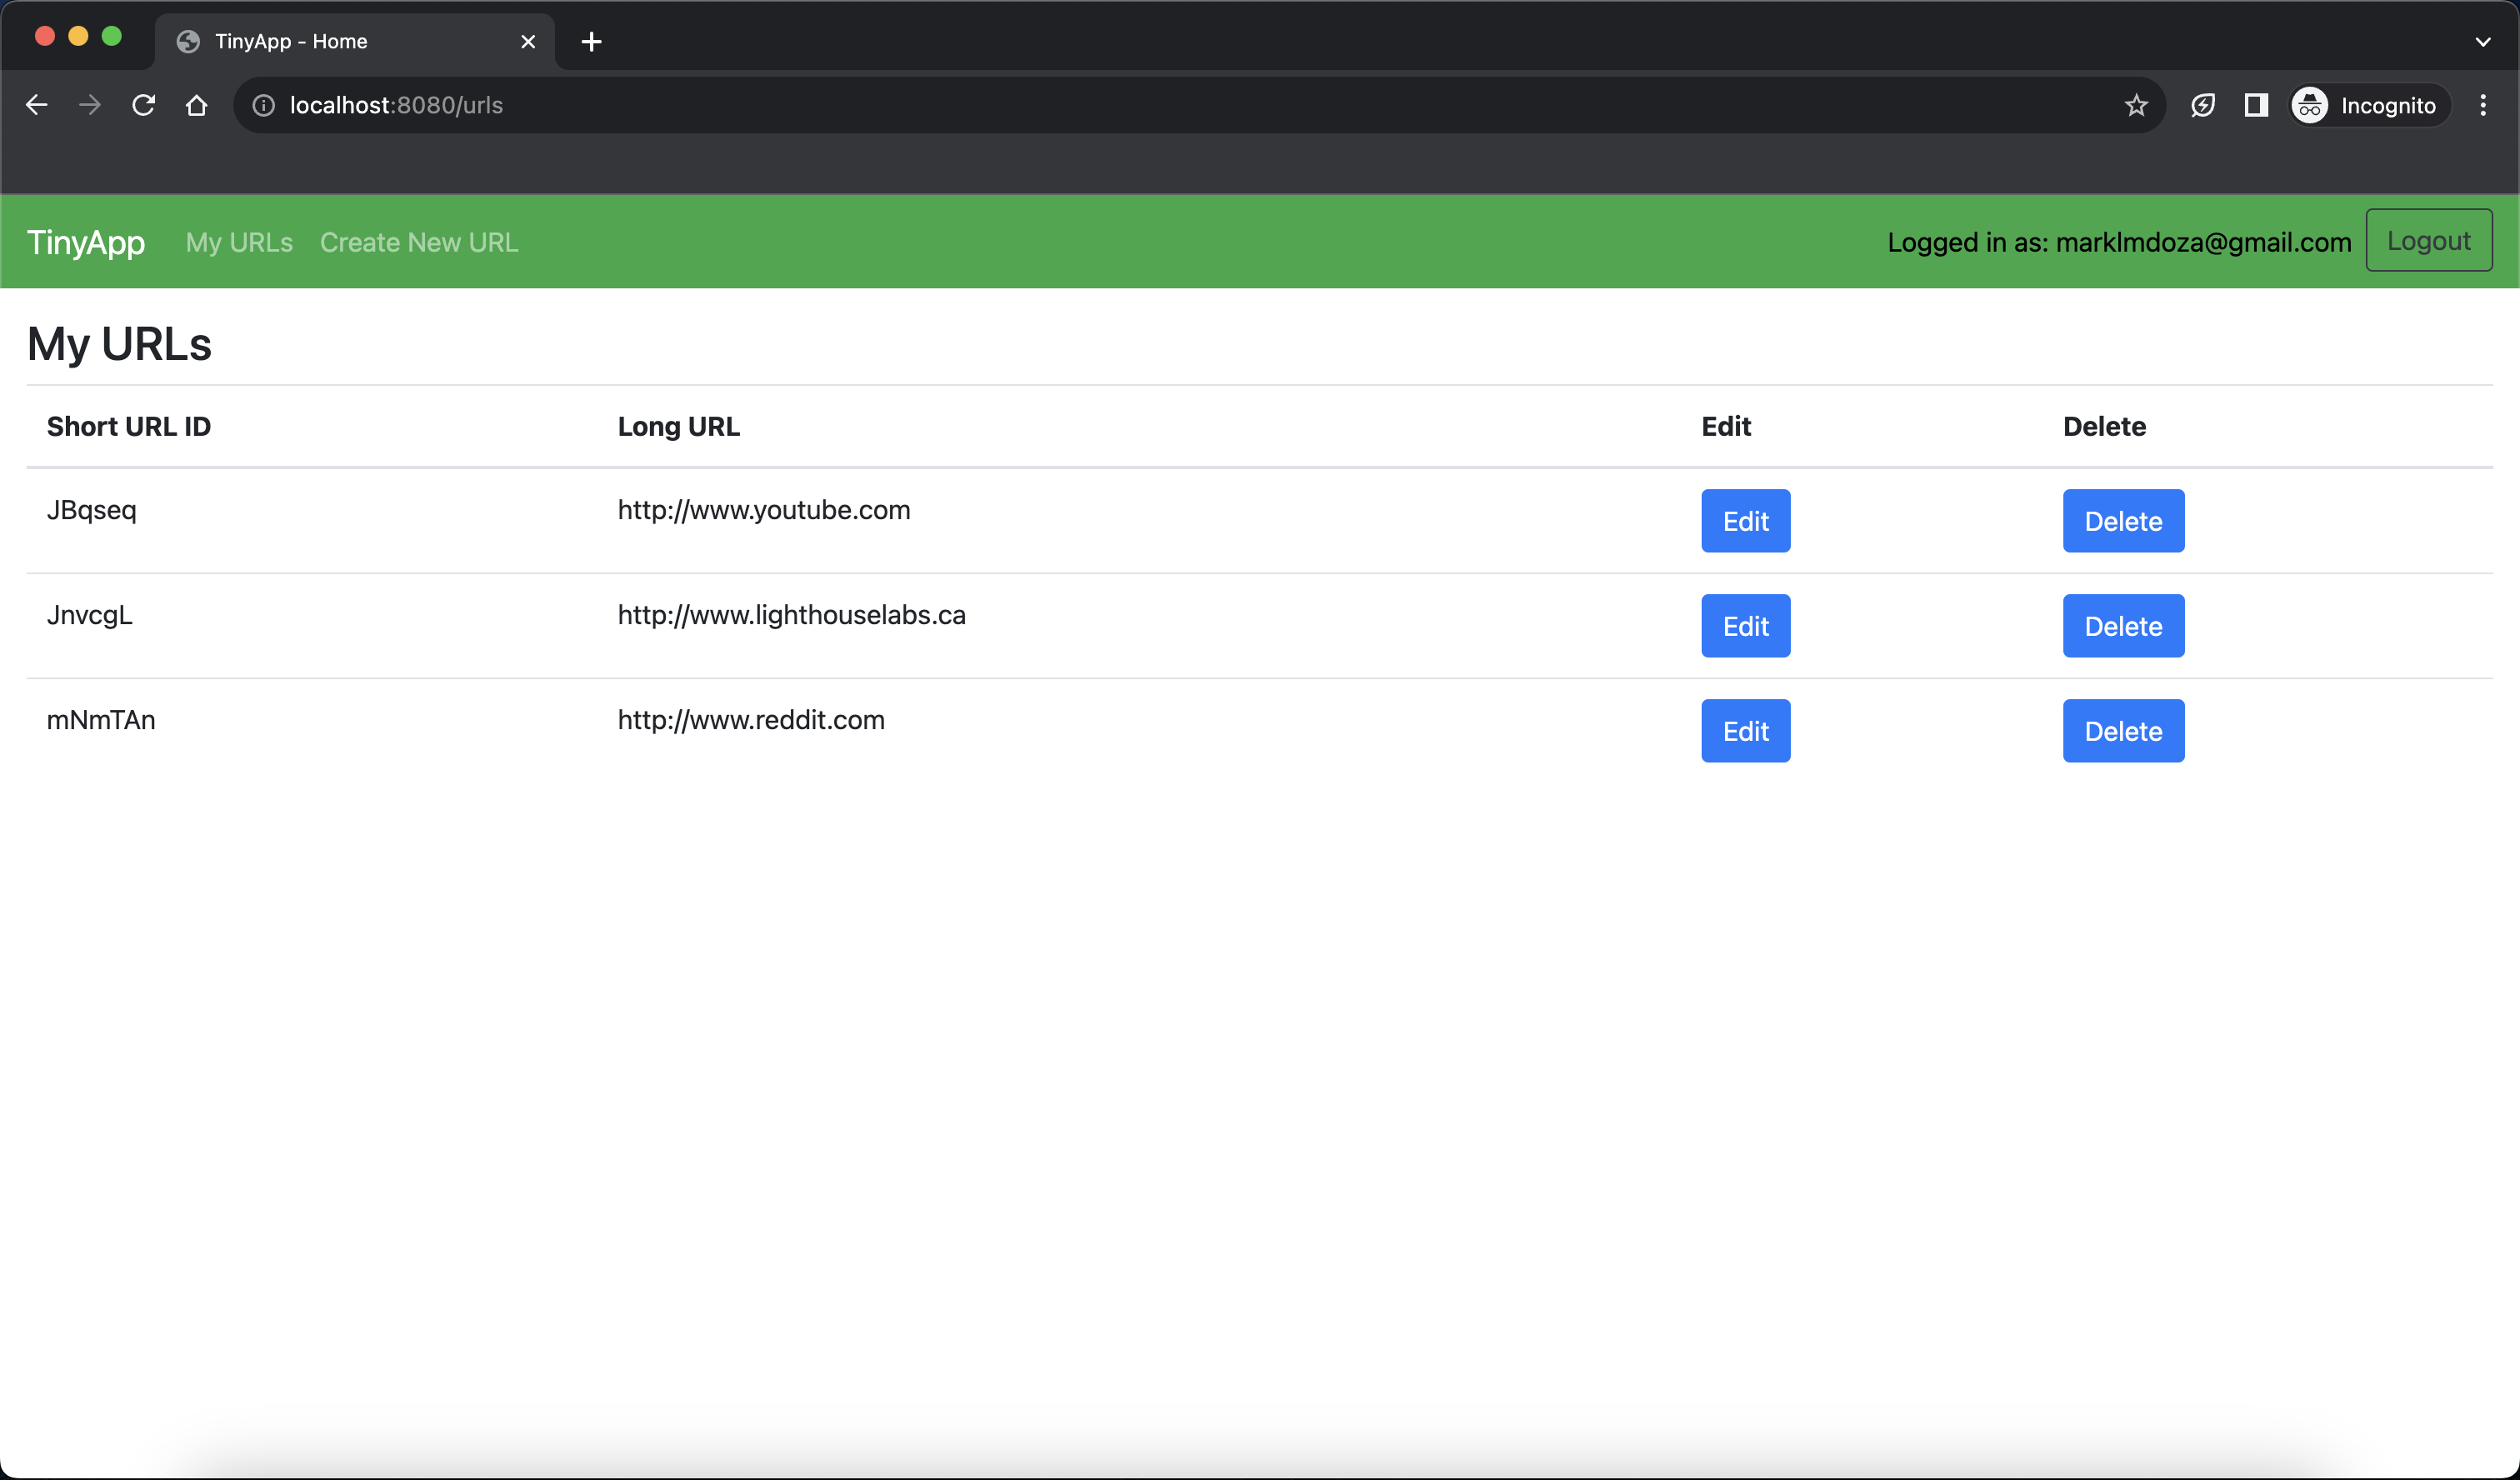 TinyApp - Home
localhost:8080/urls
Incognito
TinyApp My URLs Create New URL Logged in as: marklmdoza@gmail.com Logout
My URLs
Short URL ID Long URL Edit Delete
JBqseq http://www.youtube.com Edit Delete
JnvcgL http://www.lighthouselabs.ca Edit Delete
mNmTAn http://www.reddit.com Edit Delete